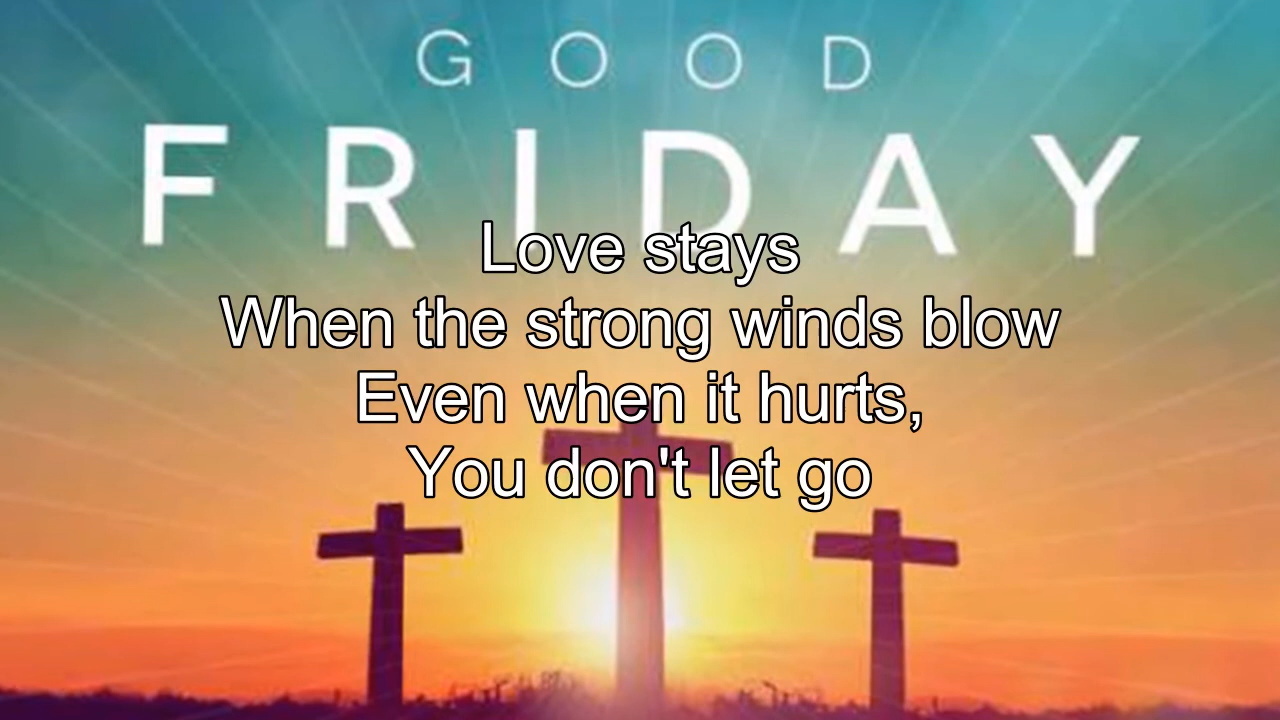 GOOD
FRIDAY
Love stays
When the strong winds blow
Even when it hurts,
You don't let go